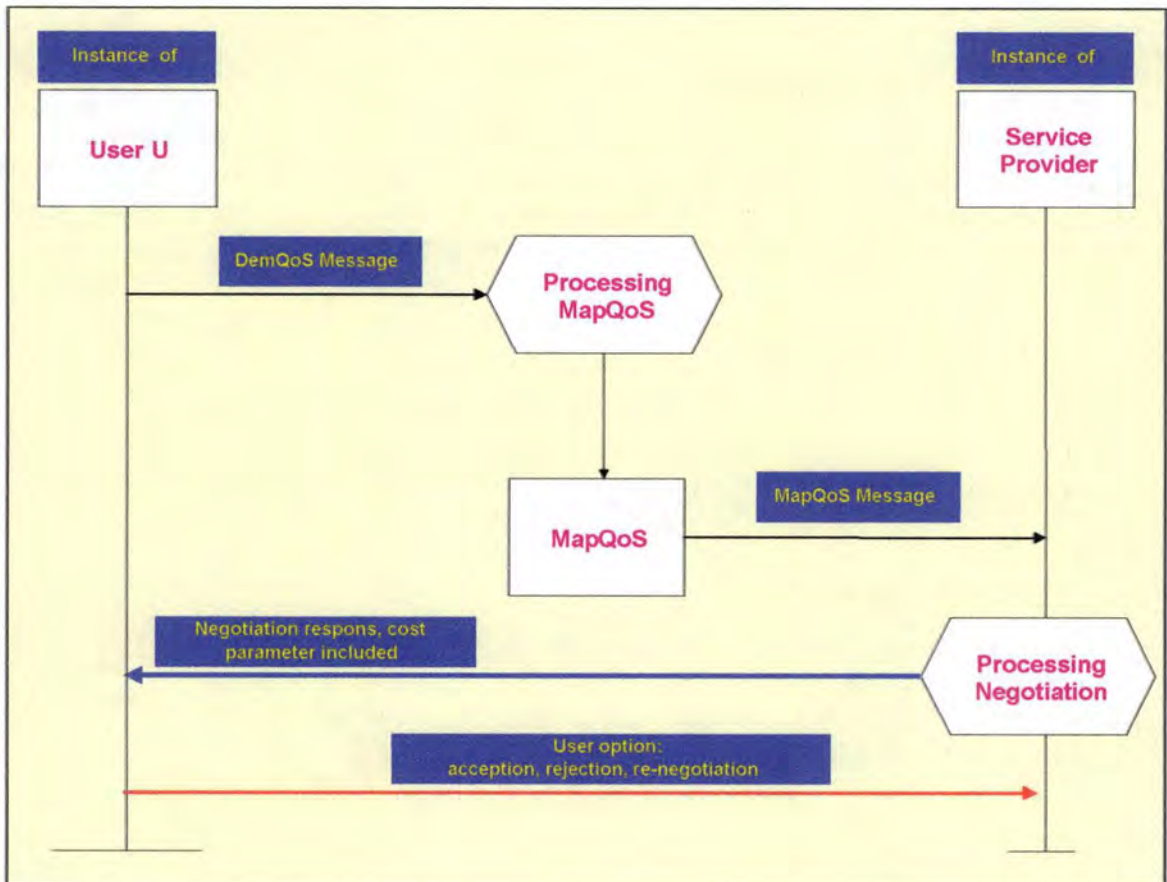 Instance of
Instance of
User U
Service
Provider
DemQoS Message
Processing
MapQoS
MapQoS Message
MapQoS
Negotiation respons, cost
parameter included
Processing
Negotiation
User option:
acception, rejection, re-negotiation